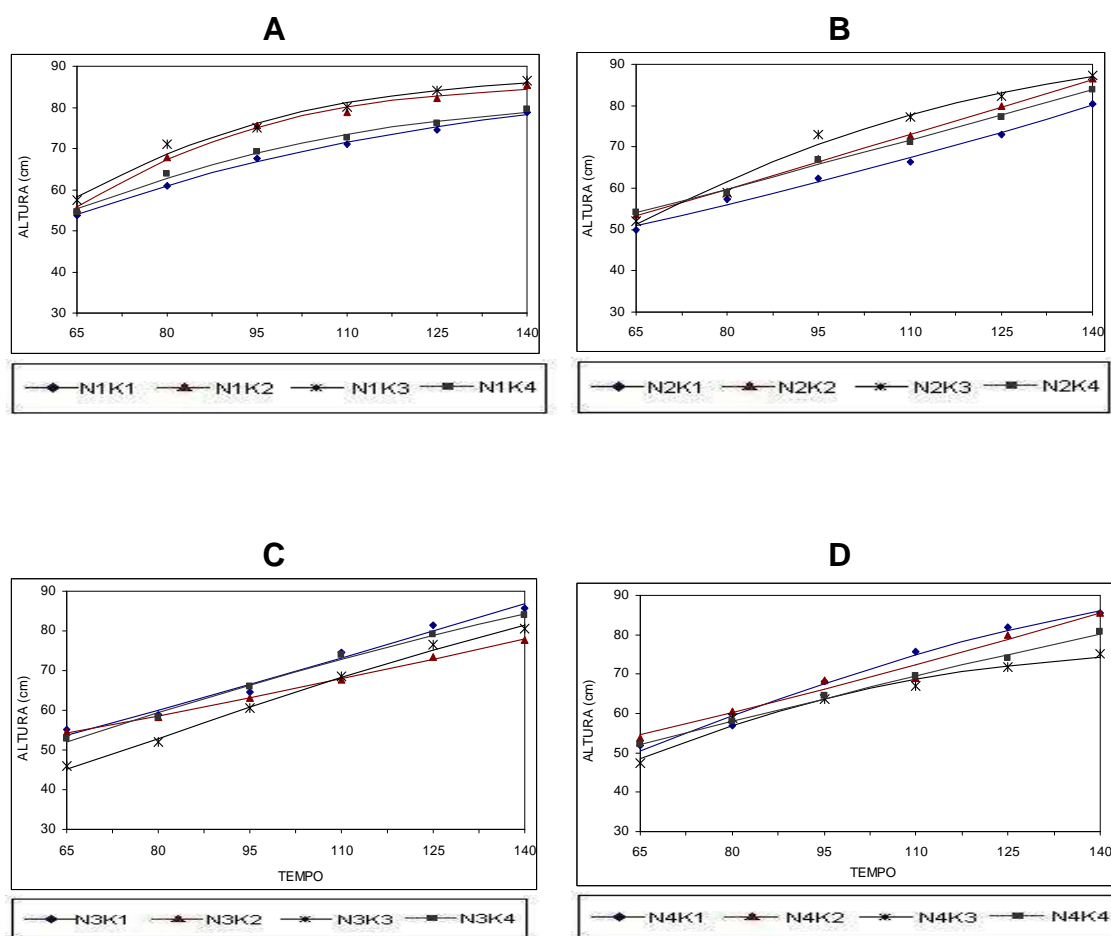 A
ALTURA (cm)
90
80
70
60
50
40
30
65 80 95 110 125 140
N1K1 N1K2 N1K3 N1K4
B
ALTURA (cm)
90
80
70
60
50
40
30
65 80 95 110 125 140
N2K1 N2K2 N2K3 N2K4
C
ALTURA (cm)
90
80
70
60
50
40
30
65 80 95 110 125 140
TEMPO
N3K1 N3K2 N3K3 N3K4
D
ALTURA (cm)
90
80
70
60
50
40
30
65 80 95 110 125 140
TEMPO
N4K1 N4K2 N4K3 N4K4